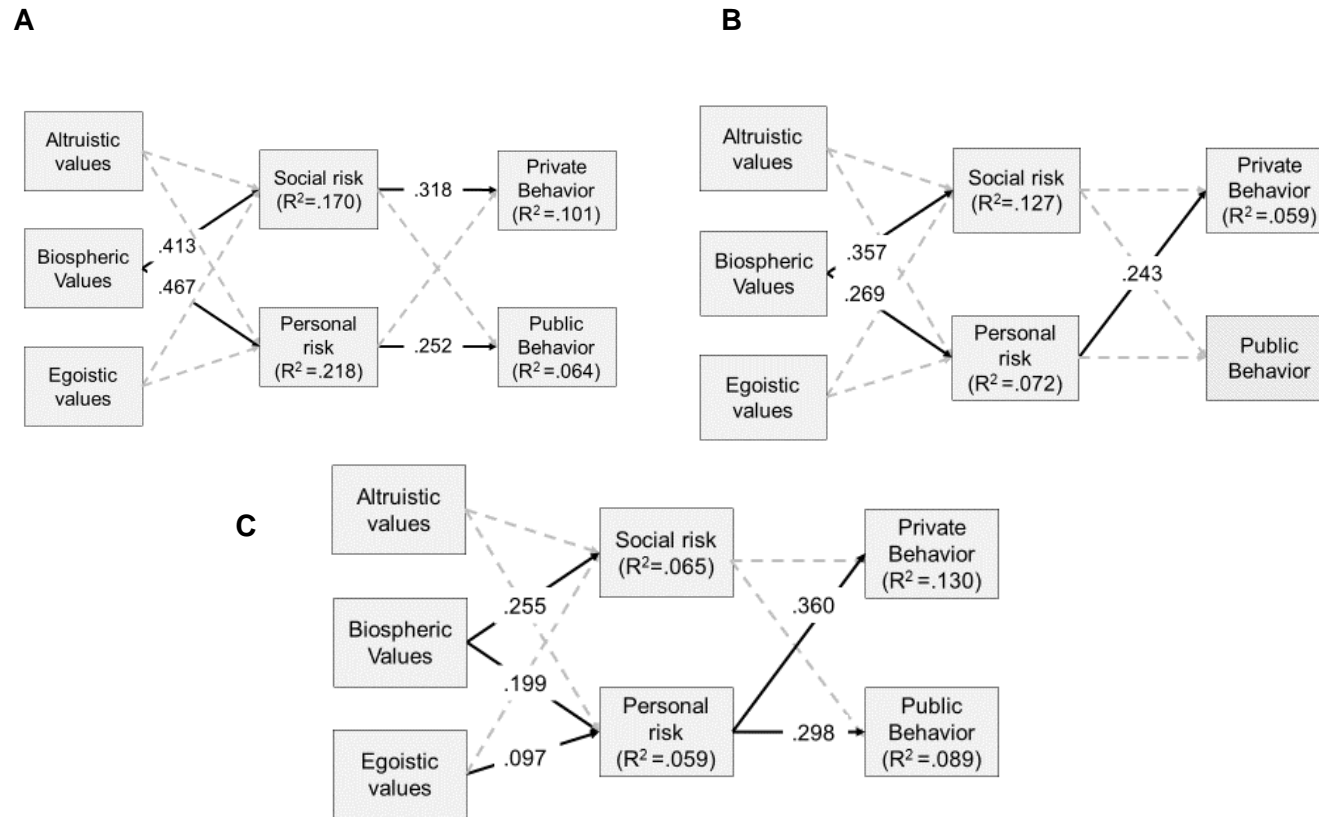 A
Altruistic
values
Biospheric
Values
Egoistic
values
.413
.467
Social risk
(R²=.170)
Personal
risk
(R²=.218)
.318
.252
Private
Behavior
(R²=.101)
Public
Behavior
(R²=.064)
B
Altruistic
values
Biospheric
Values
Egoistic
values
.357
.269
Social risk
(R²=.127)
Personal
risk
(R²=.072)
.243
Private
Behavior
(R²=.059)
Public
Behavior
C
Altruistic
values
Biospheric
Values
Egoistic
values
.255
.199
.097
Social risk
(R²=.065)
Personal
risk
(R²=.059)
.360
.298
Private
Behavior
(R²=.130)
Public
Behavior
(R²=.089)